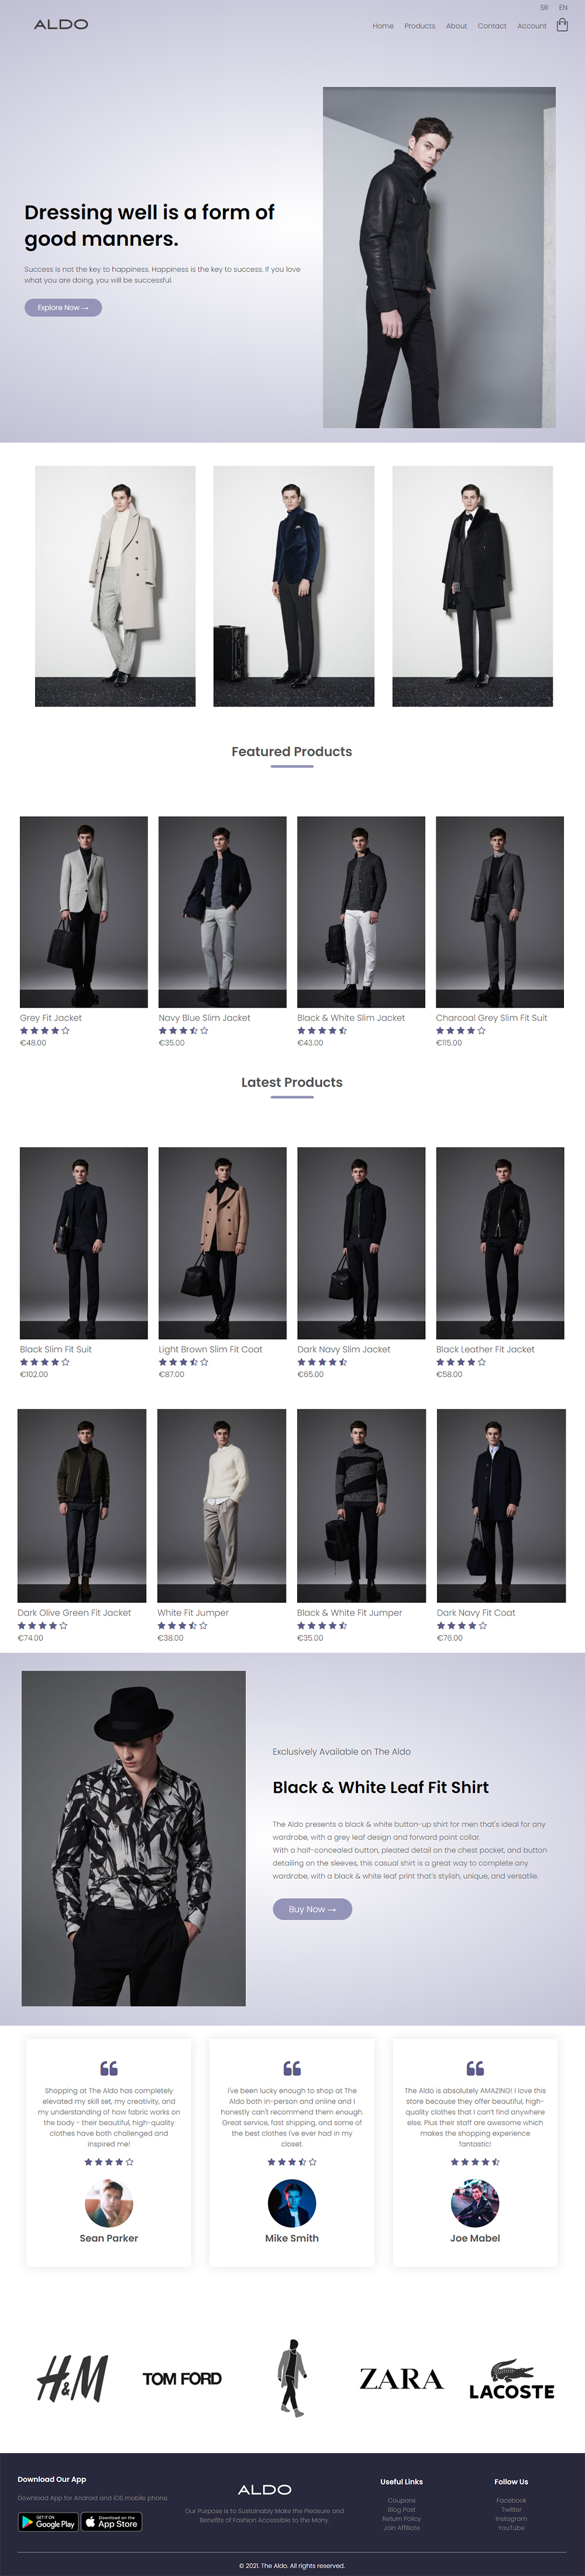 SR EN
ALDO
Home Products About Contact Account
Dressing well is a form of
good manners.
Success is not the key to happiness. Happiness is the key to success. If you love
what you are doing, you will be successful.
Explore Now →
Featured Products
Grey Fit Jacket
€48.00
Navy Blue Slim Jacket
€35.00
Black & White Slim Jacket
€43.00
Charcoal Grey Slim Fit Suit
€115.00
Latest Products
Black Slim Fit Suit
€102.00
Light Brown Slim Fit Coat
€87.00
Dark Navy Slim Jacket
€65.00
Black Leather Fit Jacket
€58.00
Dark Olive Green Fit Jacket
€74.00
White Fit Jumper
€38.00
Black & White Fit Jumper
€35.00
Dark Navy Fit Coat
€76.00
Exclusively Available on The Aldo
Black & White Leaf Fit Shirt
The Aldo presents a black & white button-up shirt for men that's ideal for any
wardrobe, with a grey leaf design and forward point collar.
With a half-concealed button, pleated detail on the chest pocket, and button
detailing on the sleeves, this casual shirt is a great way to complete any
wardrobe, with a black & white leaf print that's stylish, unique, and versatile.
Buy Now →
Shopping at The Aldo has completely
elevated my skill set, my creativity, and
my understanding of how fabric works on
the body - their beautiful, high-quality
clothes have both challenged and
inspired me!
Sean Parker
I've been lucky enough to shop at The
Aldo both in-person and online and I
honestly can't recommend them enough.
Great service, fast shipping, and some of
the best clothes I've ever had in my
closet.
Mike Smith
The Aldo is absolutely AMAZING! I love this
store because they offer beautiful, high-
quality clothes that I can't find anywhere
else. Plus their staff are awesome which
makes the shopping experience
fantastic!
Joe Mabel
H&M
TOM FORD
ZARA
LACOSTE
Download Our App
Download App for Android and iOS mobile phone.
GET IT ON
Google Play
Download on the
App Store
ALDO
Our Purpose is to Sustainably Make the Pleasure and
Benefits of Fashion Accessible to the Many.
Useful Links
Coupons
Blog Post
Return Policy
Join Affiliate
Follow Us
Facebook
Twitter
Instagram
YouTube
© 2021. The Aldo. All rights reserved.